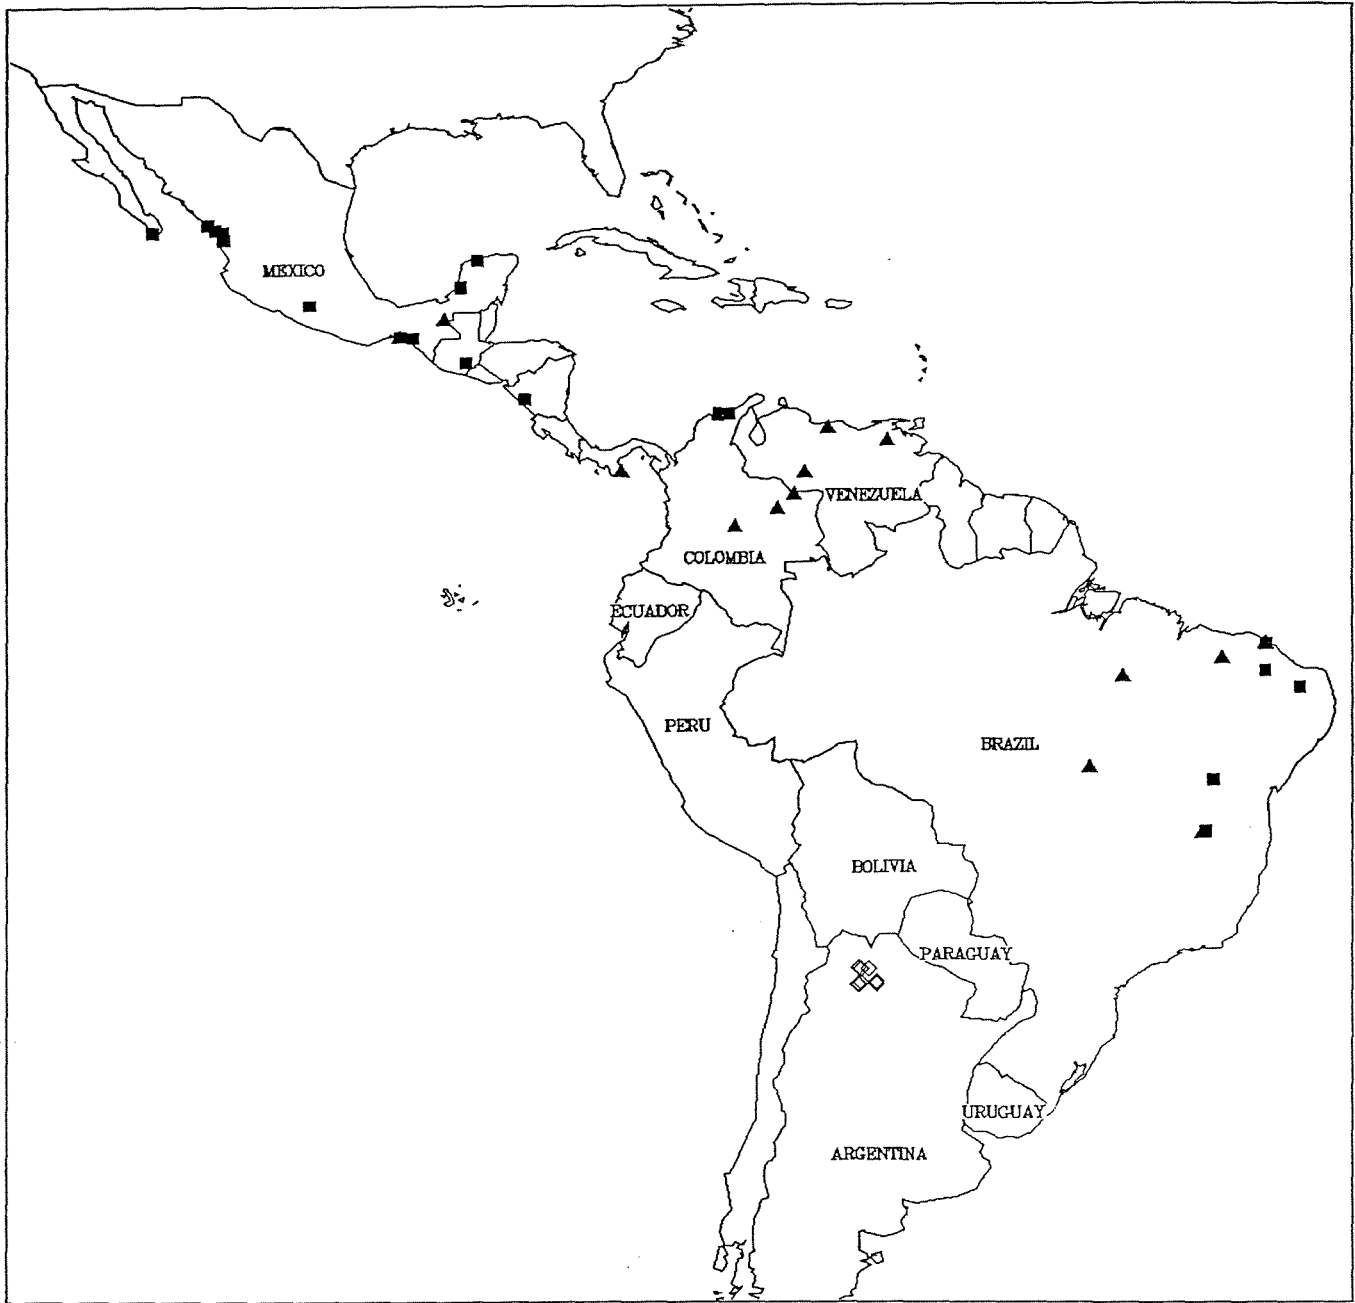 MEXICO
VENEZUELA
COLOMBIA
ECUADOR
PERU
BRAZIL
BOLIVIA
PARAGUAY
URUGUAY
ARGENTINA